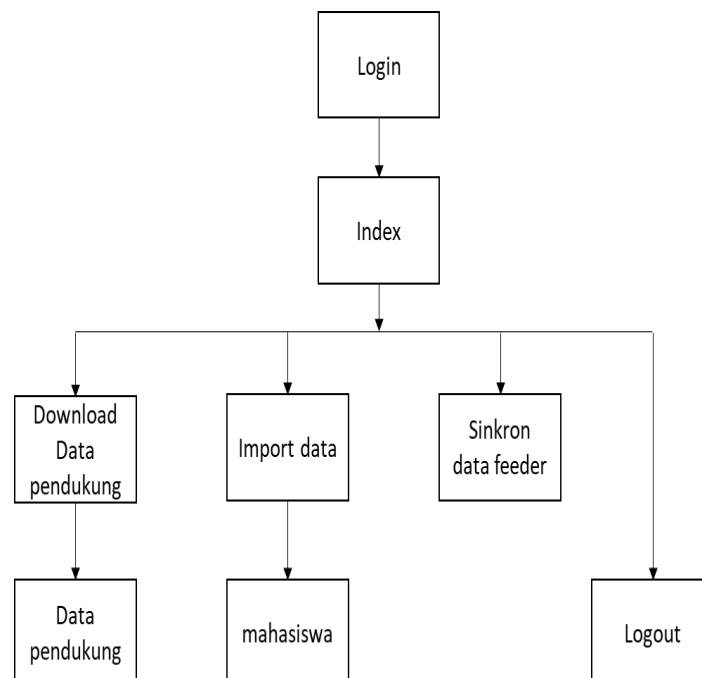 Login
Index
Download
Data
pendukung
Import data
Sinkron
data feeder
Data
pendukung
mahasiswa
Logout